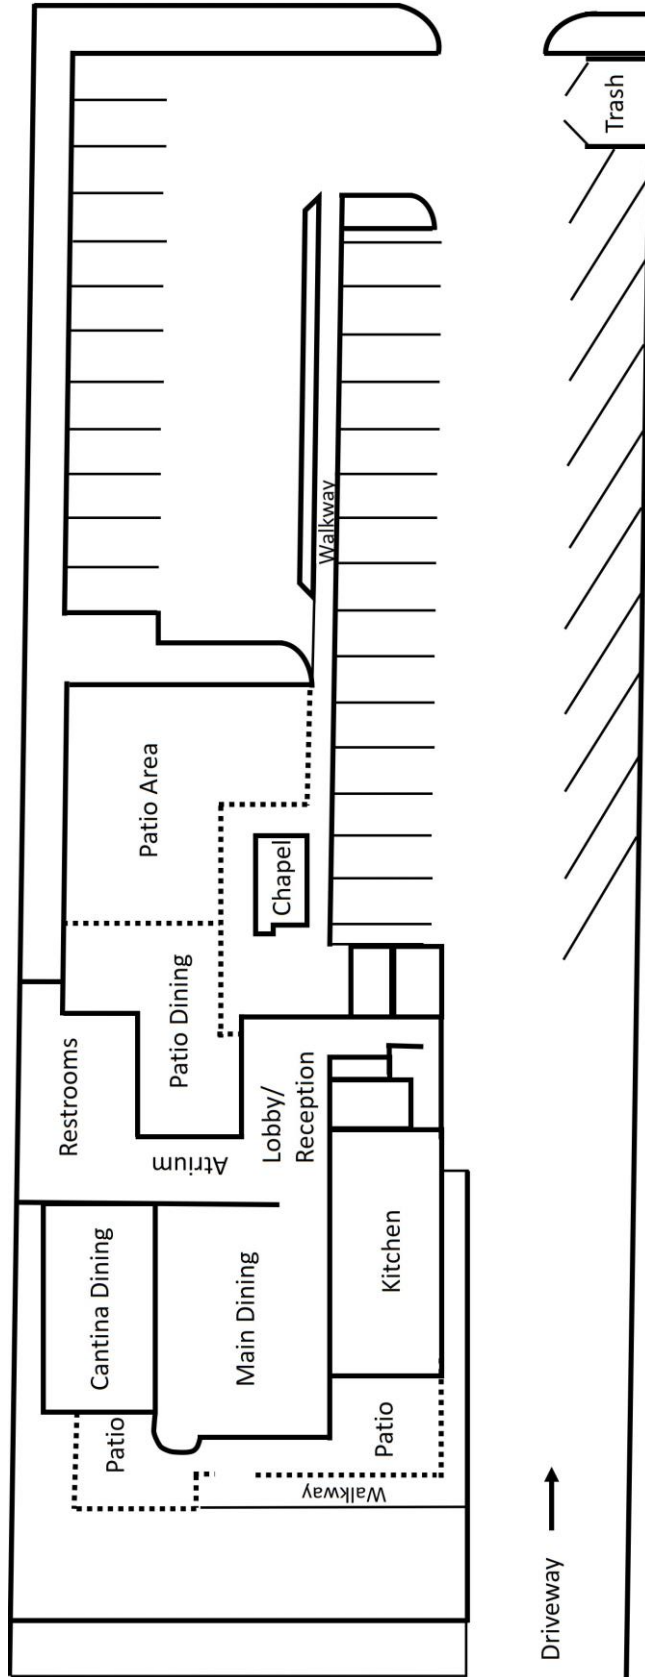 Trash
Walkway
Patio Area
Chapel
Patio Dining
Restrooms
Lobby/
Reception
Atrium
Cantina Dining
Main Dining
Kitchen
Patio
Patio
Walkway
Driveway